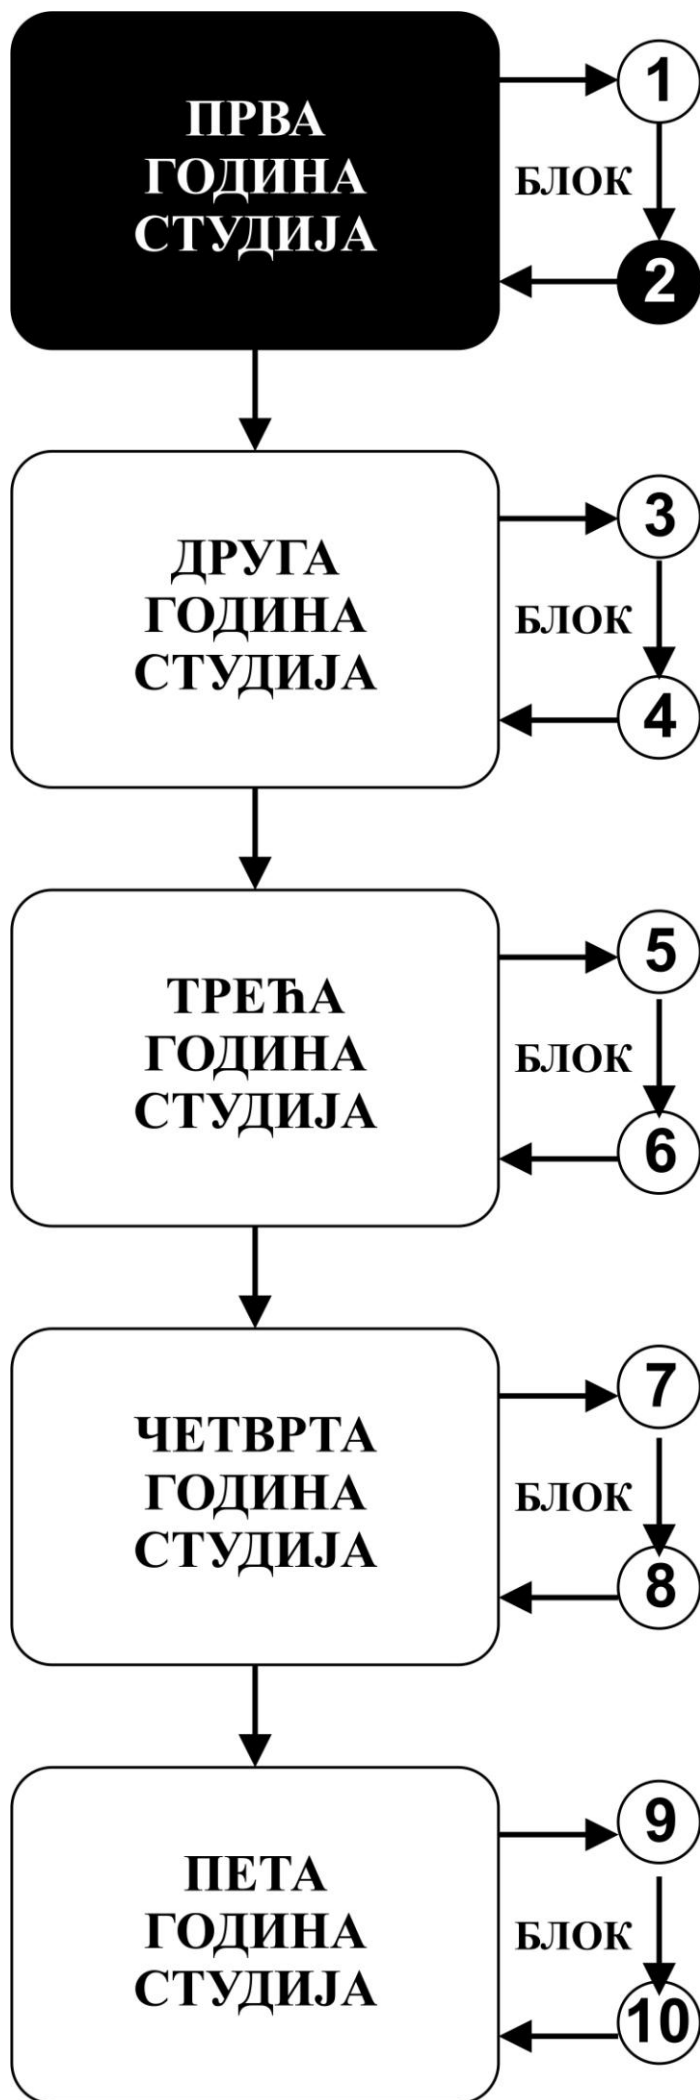 ПРВА
ГОДИНА
СТУДИЈА
1
БЛОК
2
ДРУГА
ГОДИНА
СТУДИЈА
3
БЛОК
4
ТРЕЋА
ГОДИНА
СТУДИЈА
5
БЛОК
6
ЧЕТВРТА
ГОДИНА
СТУДИЈА
7
БЛОК
8
ПЕТА
ГОДИНА
СТУДИЈА
9
БЛОК
10